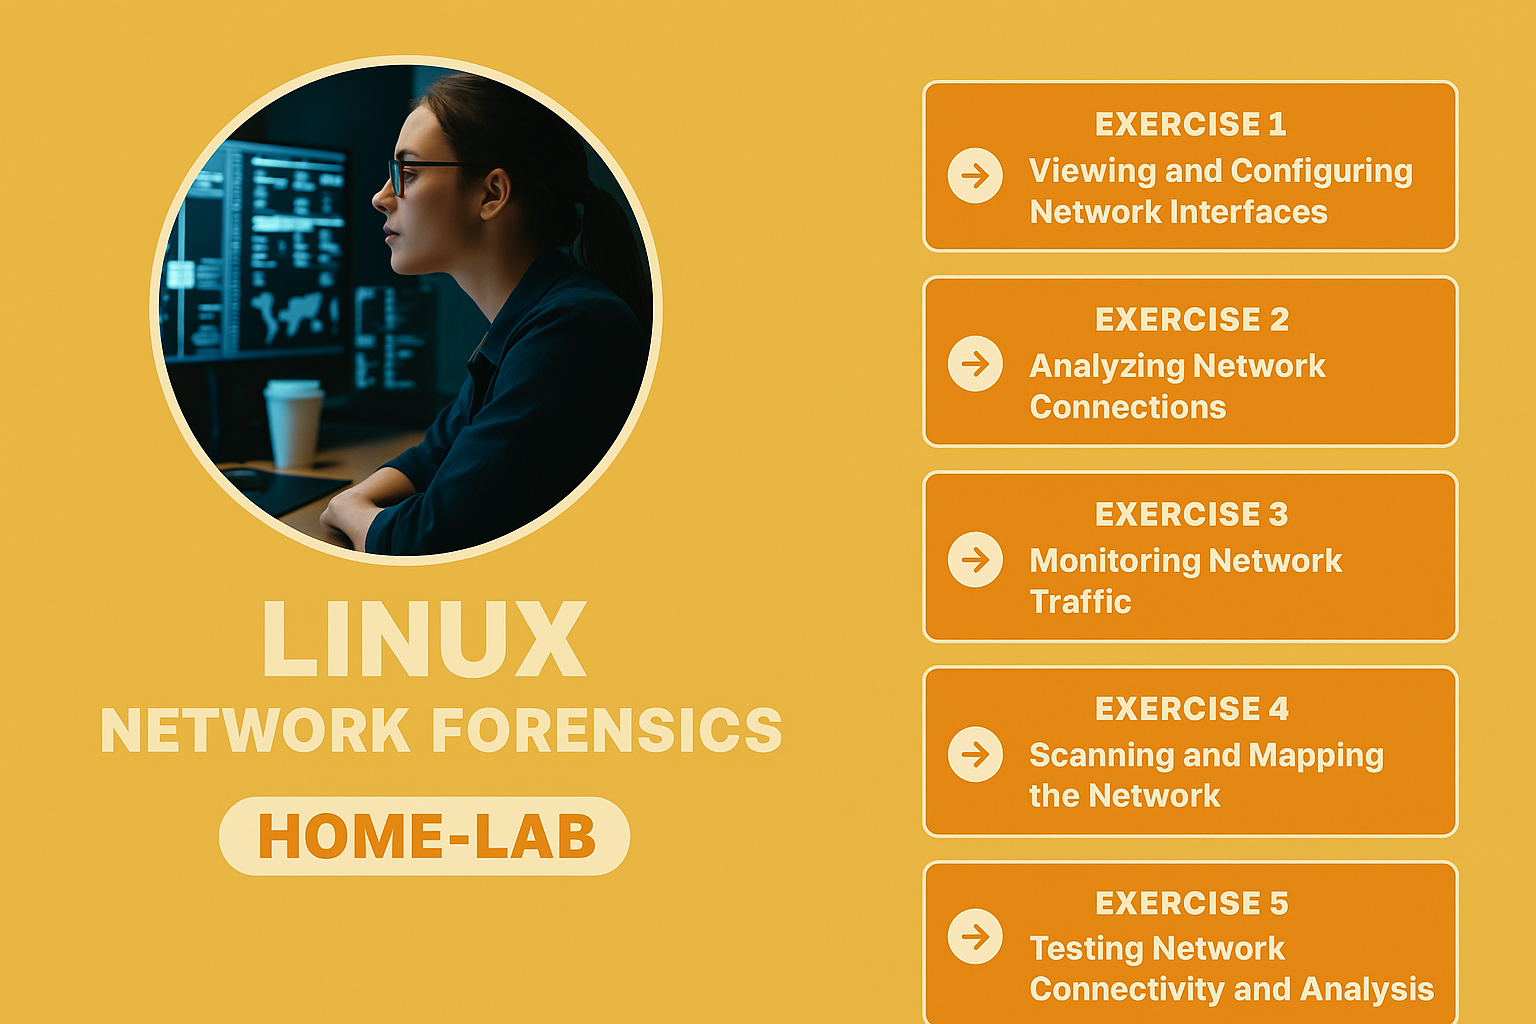 LINUX
NETWORK FORENSICS
HOME-LAB
EXERCISE 1
Viewing and Configuring
Network Interfaces
EXERCISE 2
Analyzing Network
Connections
EXERCISE 3
Monitoring Network
Traffic
EXERCISE 4
Scanning and Mapping
the Network
EXERCISE 5
Testing Network
Connectivity and Analysis